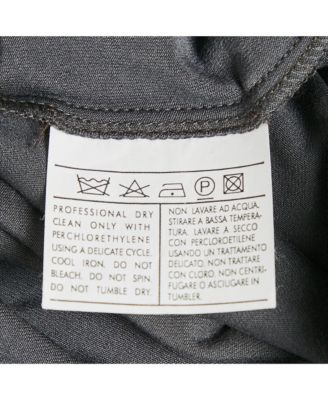 P
PROFESSIONAL DRY
CLEAN ONLY WITH
PERCHLORETHYLENE
USING A DELICATE CYCLE.
COOL IRON. DO NOT
BLEACH. DO NOT SPIN.
DO NOT TUMBLE DRY.
NON LAVARE AD ACQUA,
STIRARE A BASSA TEMPERA-
TURA. LAVARE A SECCO
CON PERCLOROETILENE
USANDO UN TRATTAMENTO
DELICATO. NON TRATTARE
CON CLORO. NON CENTRI-
FUGARE O ASCIUGARE IN
TUMBLER.